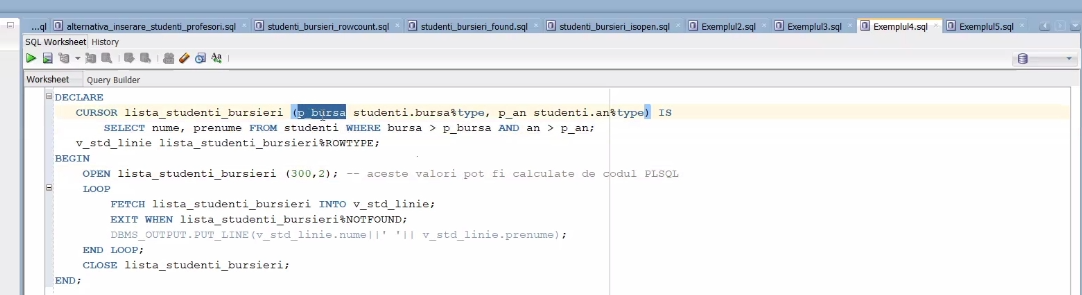 ...ql alternativa_inserare_studenti_profesori.sql studenti_bursieri_rowcount.sql studenti_bursieri_found.sql studenti_bursieri_isopen.sql Exemplul2.sql Exemplul3.sql Exemplul4.sql Exemplul5.sql
SQL Worksheet History
Worksheet Query Builder
DECLARE
CURSOR lista_studenti_bursieri (p_bursa studenti.bursa%type, p_an studenti.an%type) IS
SELECT nume, prenume FROM studenti WHERE bursa > p_bursa AND an > p_an;
v_std_linie lista_studenti_bursieri%ROWTYPE;
BEGIN
OPEN lista_studenti_bursieri (300,2); -- aceste valori pot fi calculate de codul PLSQL
LOOP
FETCH lista_studenti_bursieri INTO v_std_linie;
EXIT WHEN lista_studenti_bursieri%NOTFOUND;
DBMS_OUTPUT.PUT_LINE(v_std_linie.nume||' '|| v_std_linie.prenume);
END LOOP;
CLOSE lista_studenti_bursieri;
END;